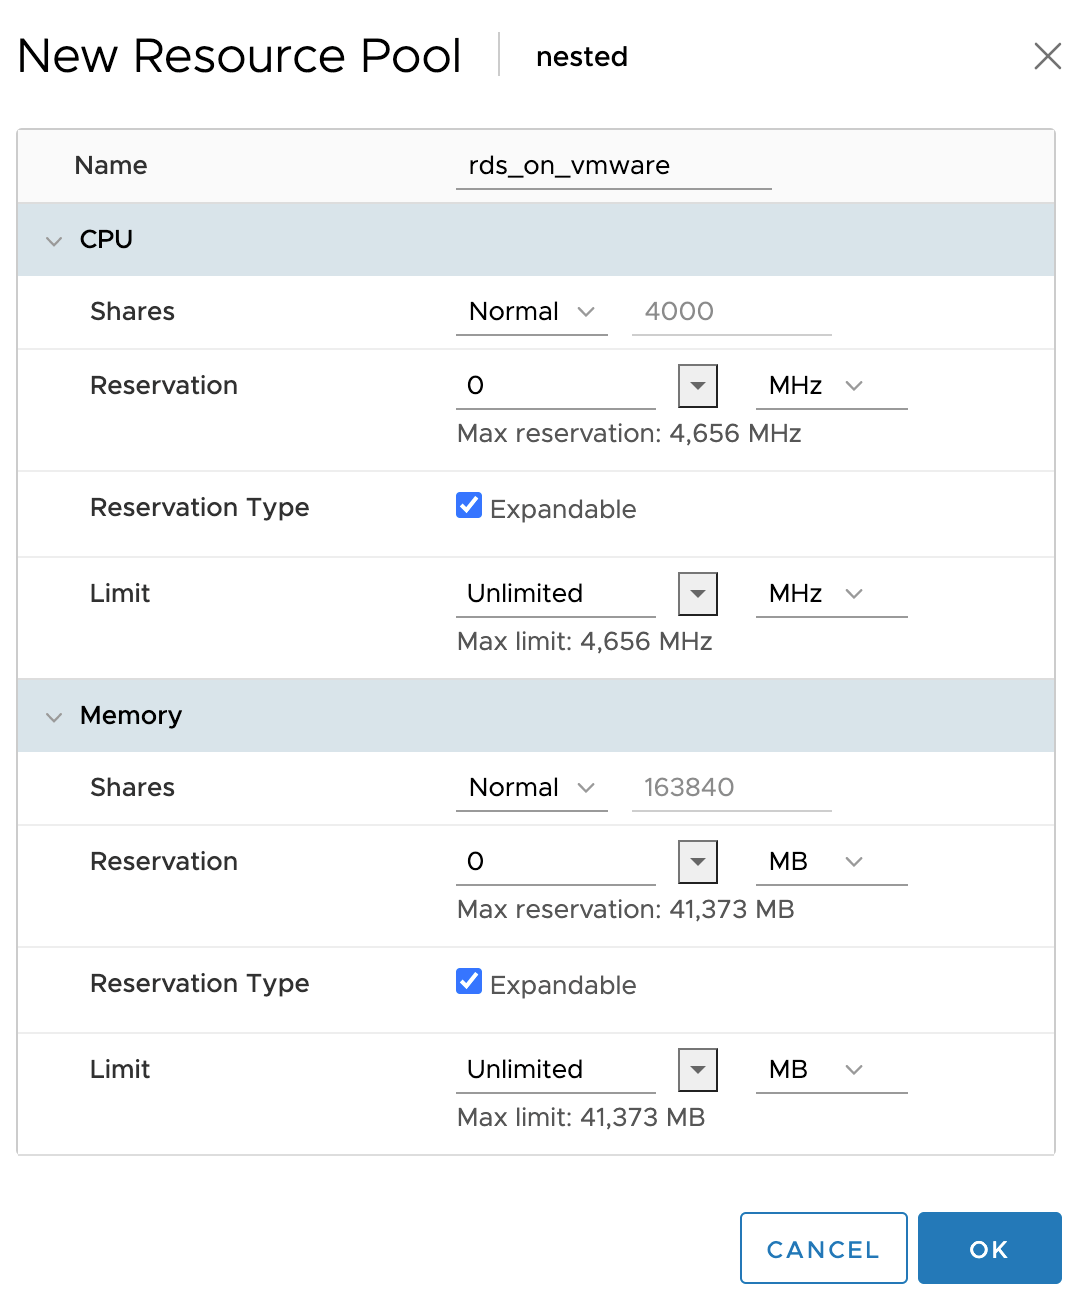 New Resource Pool nested
Name rds_on_vmware
CPU
Shares Normal 4000
Reservation 0 MHz
Max reservation: 4,656 MHz
Reservation Type Expandable
Limit Unlimited MHz
Max limit: 4,656 MHz
Memory
Shares Normal 163840
Reservation 0 MB
Max reservation: 41,373 MB
Reservation Type Expandable
Limit Unlimited MB
Max limit: 41,373 MB
CANCEL OK